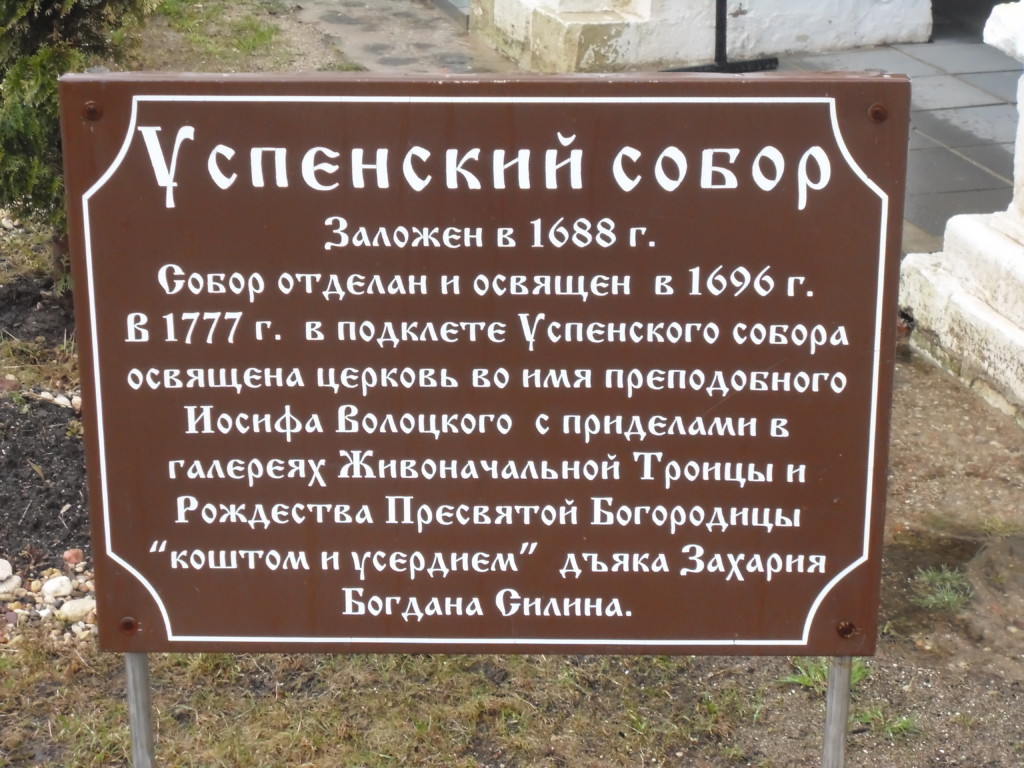 Успенский собор
Заложен в 1688 г.
Собор отделан и освящен в 1696 г.
В 1777 г. в подклете Успенского собора
освящена церковь во имя преподобного
Иосифа Волоцкого с приделами в
галереях Живоначальной Троицы и
Рождества Пресвятой Богородицы
“коштом и усердием” дъяка Захария
Богдана Силина.